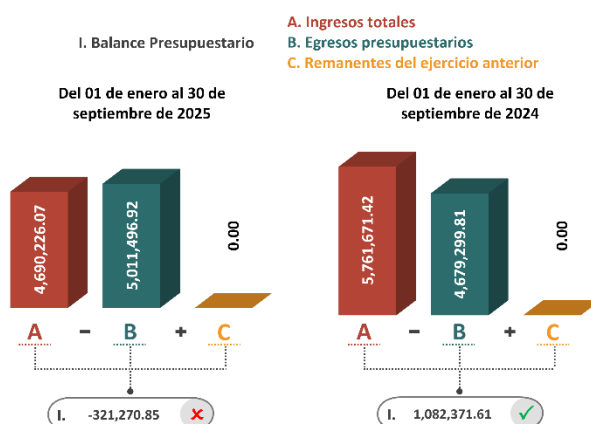 A. Ingresos totales
I. Balance Presupuestario
B. Egresos presupuestarios
C. Remanentes del ejercicio anterior
Del 01 de enero al 30 de
septiembre de 2025
4,690,226.07
5,011,496.92
0.00
A − B + C
I. -321,270.85
Del 01 de enero al 30 de
septiembre de 2024
5,761,671.42
4,679,299.81
0.00
A − B + C
I. 1,082,371.61